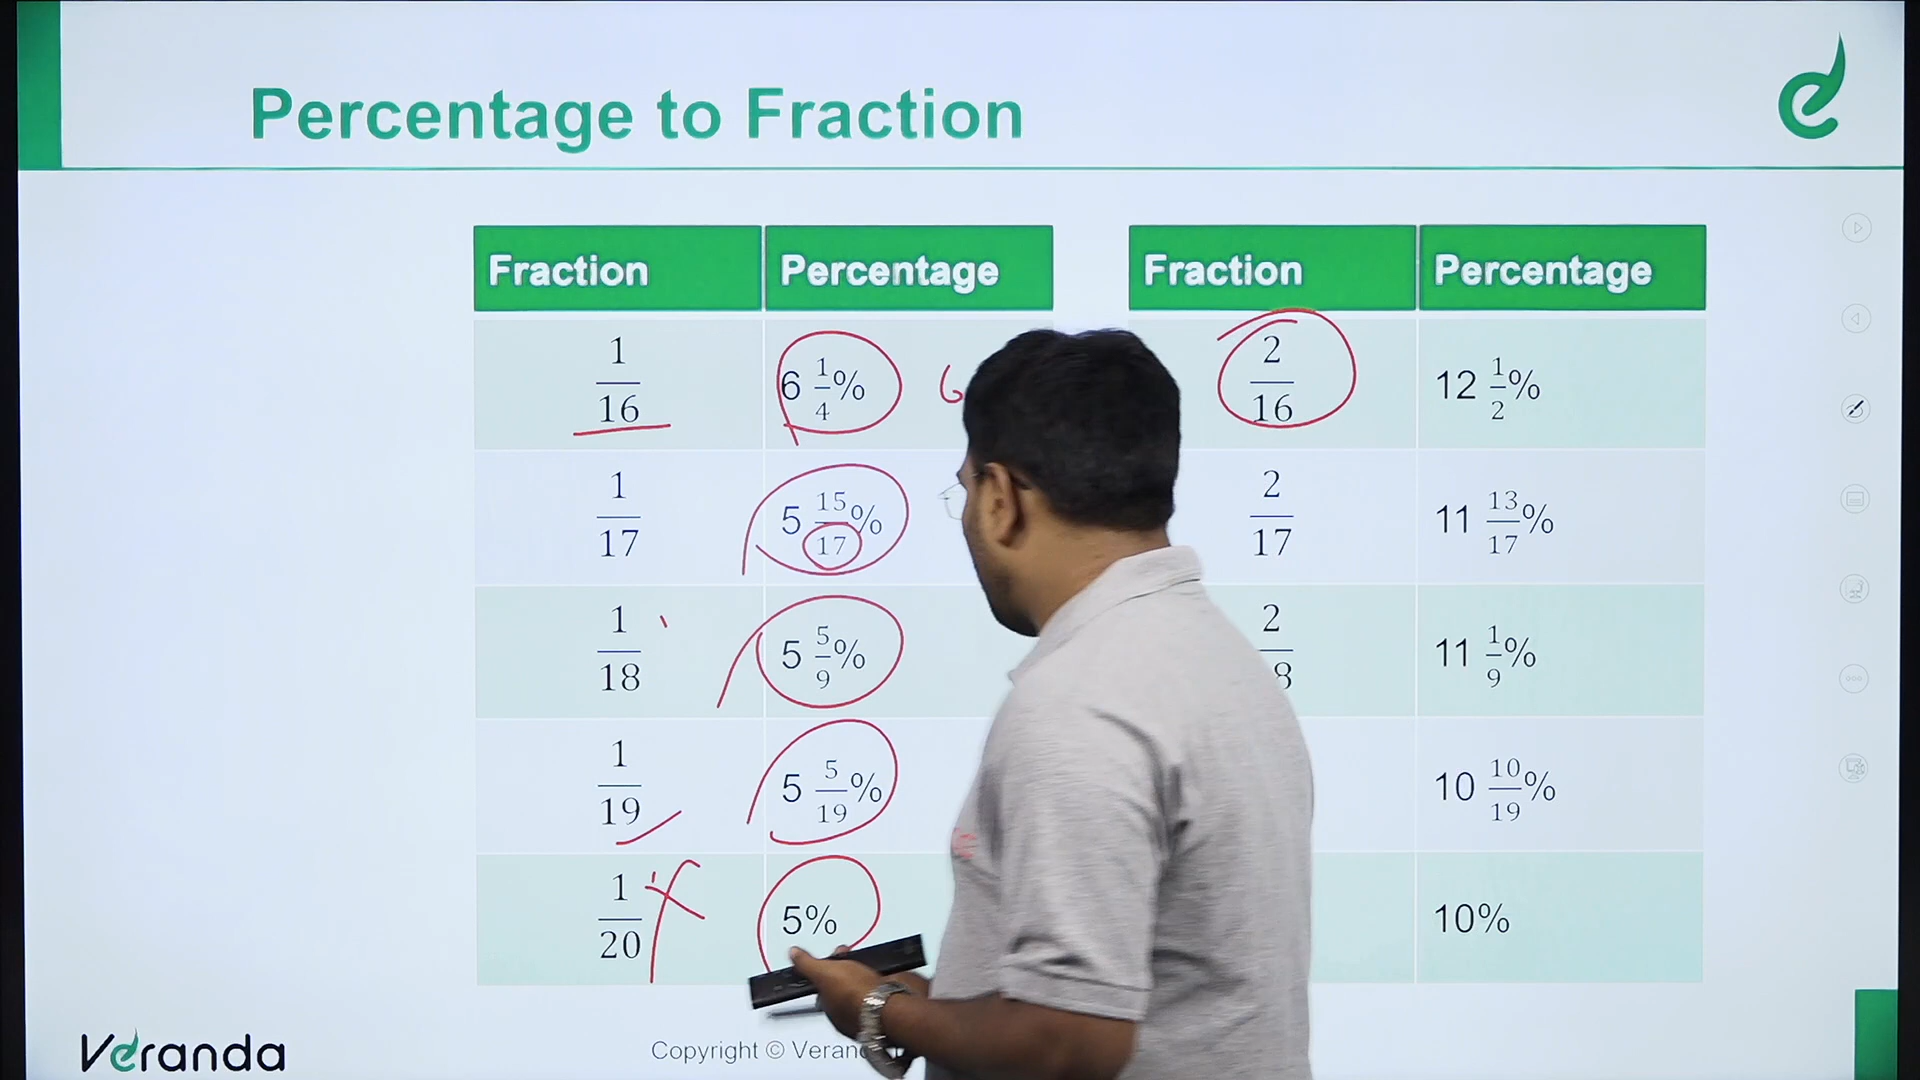 Percentage to Fraction
Fraction Percentage Fraction Percentage
1/16 6 1/4% 6 2/16 12 1/2%
1/17 5 15/17% 2/17 11 13/17%
1/18 5 5/9% 2/ 8 11 1/9%
1/19 5 5/19% 10 10/19%
1/20 5% 10%
Veranda
Copyright © Veran